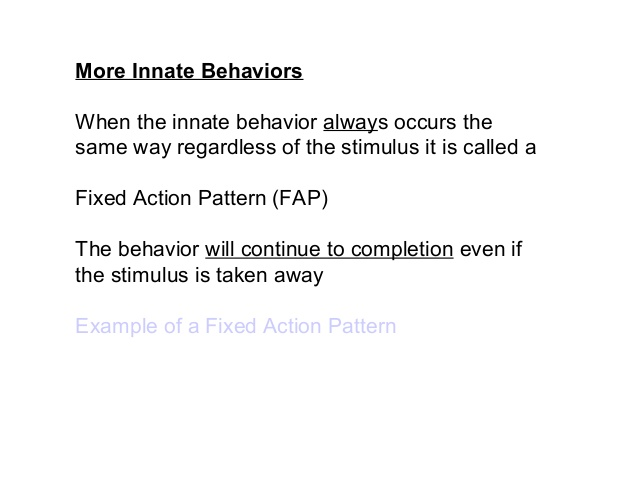 More Innate Behaviors
When the innate behavior always occurs the
same way regardless of the stimulus it is called a
Fixed Action Pattern (FAP)
The behavior will continue to completion even if
the stimulus is taken away
Example of a Fixed Action Pattern